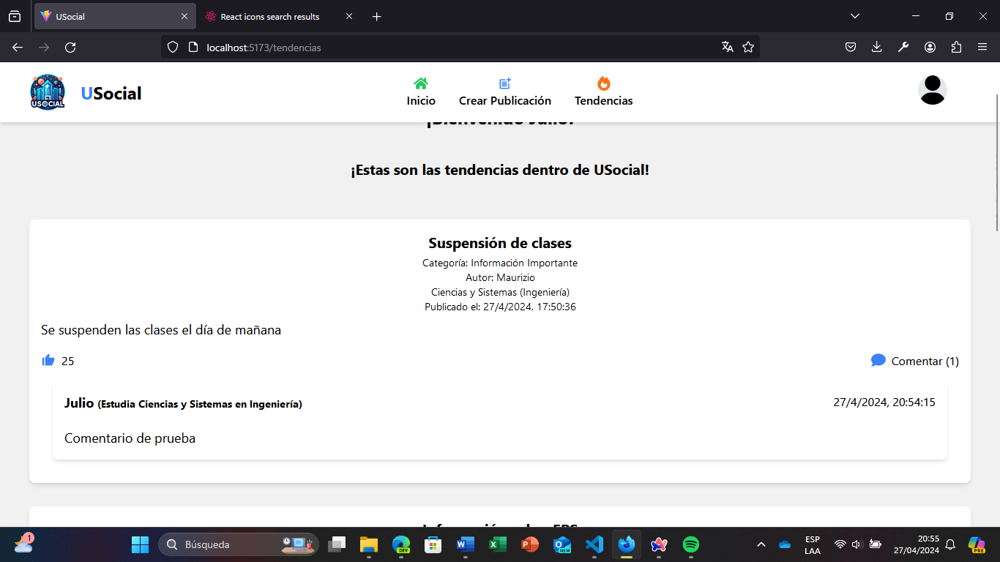 USocial
React icons search results
localhost:5173/tendencias
USOCIAL
USocial
Inicio
Crear Publicación
Tendencias
¡Bienvenido Julio!
¡Estas son las tendencias dentro de USocial!
Suspensión de clases
Categoría: Información Importante
Autor: Maurizio
Ciencias y Sistemas (Ingeniería)
Publicado el: 27/4/2024, 17:50:36
Se suspenden las clases el día de mañana
25
Comentar (1)
Julio (Estudia Ciencias y Sistemas en Ingeniería)
27/4/2024, 20:54:15
Comentario de prueba
1
Búsqueda
DEV
NEW
ESP
LAA
20:55
27/04/2024
PRE